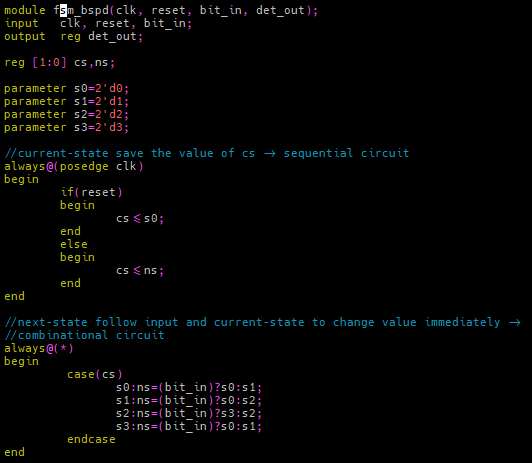 module fsm_bspd(clk, reset, bit_in, det_out);
input   clk, reset, bit_in;
output  reg det_out;

reg [1:0] cs,ns;

parameter s0=2'd0;
parameter s1=2'd1;
parameter s2=2'd2;
parameter s3=2'd3;

//current-state save the value of cs → sequential circuit
always@(posedge clk)
begin
        if(reset)
        begin
                cs⩽s0;
        end
        else
        begin
                cs⩽ns;
        end
end

//next-state follow input and current-state to change value immediately →
//combinational circuit
always@(*)
begin
         case(cs)
                s0:ns=(bit_in)?s0:s1;
                s1:ns=(bit_in)?s0:s2;
                s2:ns=(bit_in)?s3:s2;
                s3:ns=(bit_in)?s0:s1;
         endcase
end